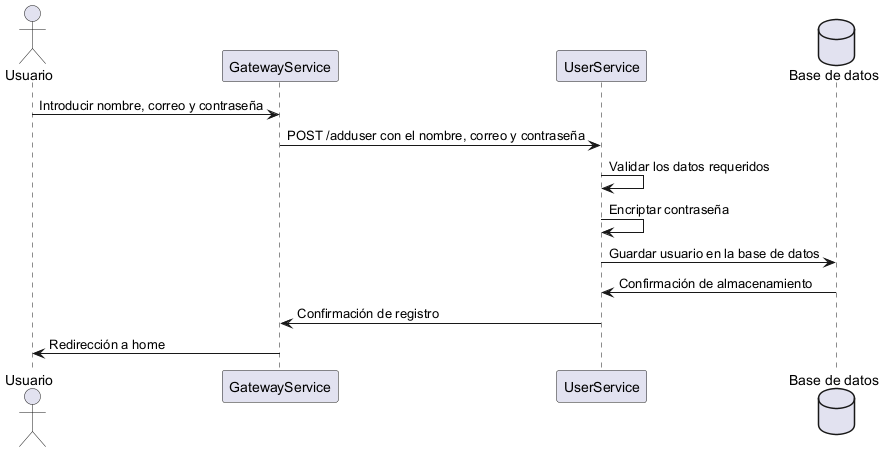 Usuario
GatewayService
UserService
Base de datos
Introducir nombre, correo y contraseña
POST /adduser con el nombre, correo y contraseña
Validar los datos requeridos
Encriptar contraseña
Guardar usuario en la base de datos
Confirmación de almacenamiento
Confirmación de registro
Redirección a home
Usuario
GatewayService
UserService
Base de datos